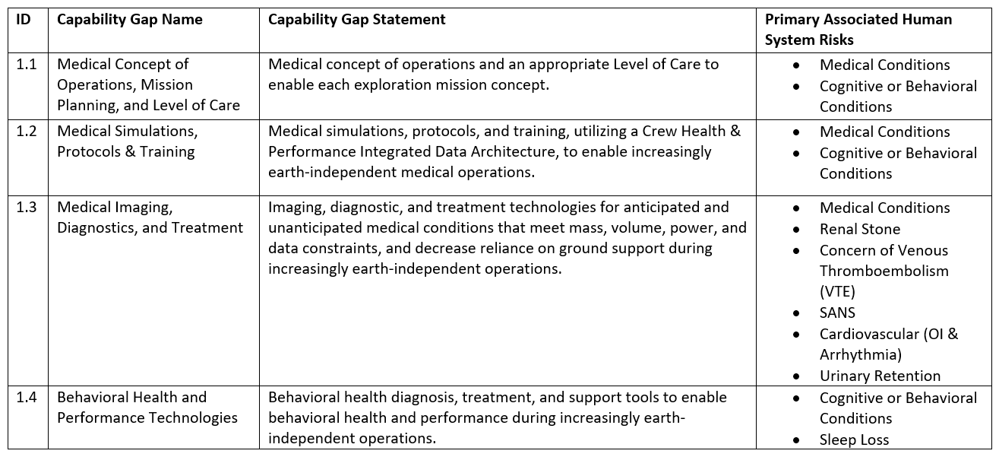 ID
Capability Gap Name
Capability Gap Statement
Primary Associated Human
System Risks
1.1
Medical Concept of
Operations, Mission
Planning, and Level of Care
Medical concept of operations and an appropriate Level of Care to
enable each exploration mission concept.
• Medical Conditions
• Cognitive or Behavioral
Conditions
1.2
Medical Simulations,
Protocols & Training
Medical simulations, protocols, and training, utilizing a Crew Health &
Performance Integrated Data Architecture, to enable increasingly
earth-independent medical operations.
• Medical Conditions
• Cognitive or Behavioral
Conditions
1.3
Medical Imaging,
Diagnostics, and Treatment
Imaging, diagnostic, and treatment technologies for anticipated and
unanticipated medical conditions that meet mass, volume, power, and
data constraints, and decrease reliance on ground support during
increasingly earth-independent operations.
• Medical Conditions
• Renal Stone
• Concern of Venous
Thromboembolism
(VTE)
• SANS
• Cardiovascular (OI &
Arrhythmia)
• Urinary Retention
1.4
Behavioral Health and
Performance Technologies
Behavioral health diagnosis, treatment, and support tools to enable
behavioral health and performance during increasingly earth-
independent operations.
• Cognitive or Behavioral
Conditions
• Sleep Loss